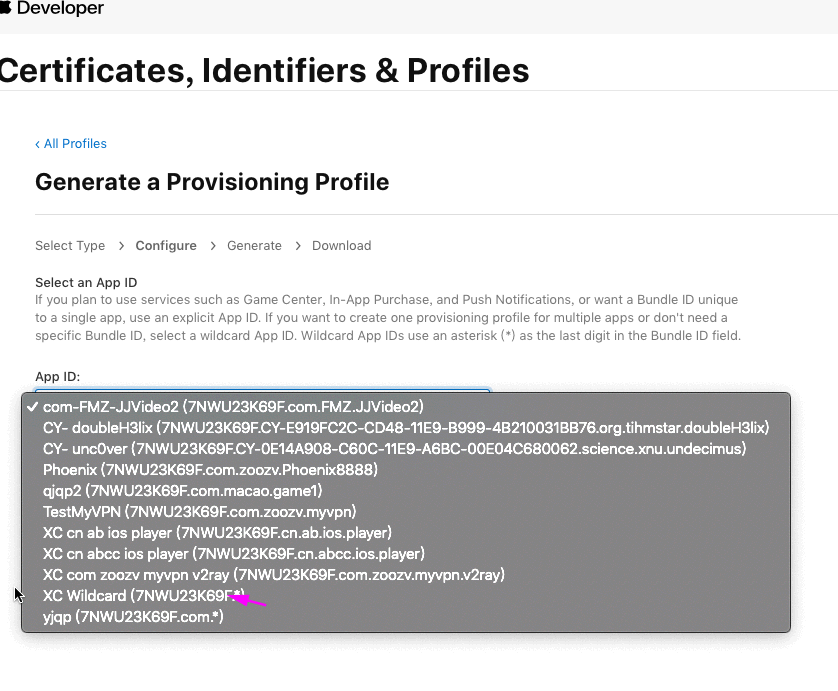 Developer
Certificates, Identifiers & Profiles
‹ All Profiles
Generate a Provisioning Profile
Select Type > Configure > Generate > Download
Select an App ID
If you plan to use services such as Game Center, In-App Purchase, and Push Notifications, or want a Bundle ID unique
to a single app, use an explicit App ID. If you want to create one provisioning profile for multiple apps or don't need a
specific Bundle ID, select a wildcard App ID. Wildcard App IDs use an asterisk (*) as the last digit in the Bundle ID field.
App ID:
✓ com-FMZ-JJVideo2 (7NWU23K69F.com.FMZ.JJVideo2)
CY- doubleH3lix (7NWU23K69F.CY-E919FC2C-CD48-11E9-B999-4B210031BB76.org.tihmstar.doubleH3lix)
CY- unc0ver (7NWU23K69F.CY-0E14A908-C60C-11E9-A6BC-00E04C680062.science.xnu.undecimus)
Phoenix (7NWU23K69F.com.zoozv.Phoenix8888)
qjqp2 (7NWU23K69F.com.macao.game1)
TestMyVPN (7NWU23K69F.com.zoozv.myvpn)
XC cn ab ios player (7NWU23K69F.cn.ab.ios.player)
XC cn abcc ios player (7NWU23K69F.cn.abcc.ios.player)
XC com zoozv myvpn v2ray (7NWU23K69F.com.zoozv.myvpn.v2ray)
XC Wildcard (7NWU23K69F.*)
yjqp (7NWU23K69F.com.*)